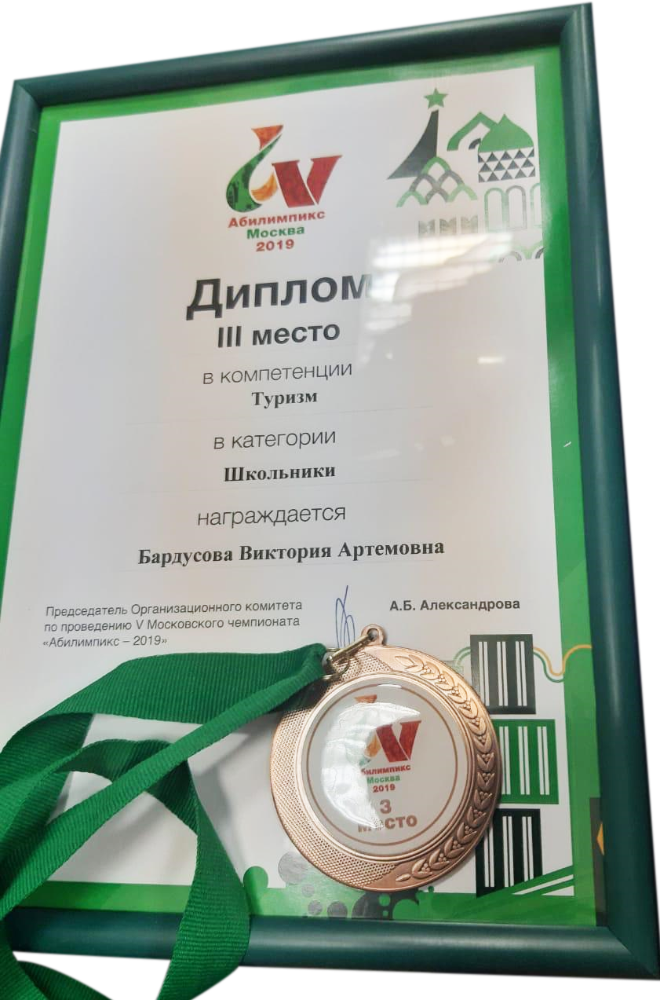 V
Абилимпикс
Москва
2019
Диплом
III место
в компетенции
Туризм
в категории
Школьники
награждается
Бардусова Виктория Артемовна
Председатель Организационного комитета
по проведению V Московского чемпионата
«Абилимпикс – 2019»
А.Б. Александрова
V
Абилимпикс
Москва
2019
3
место